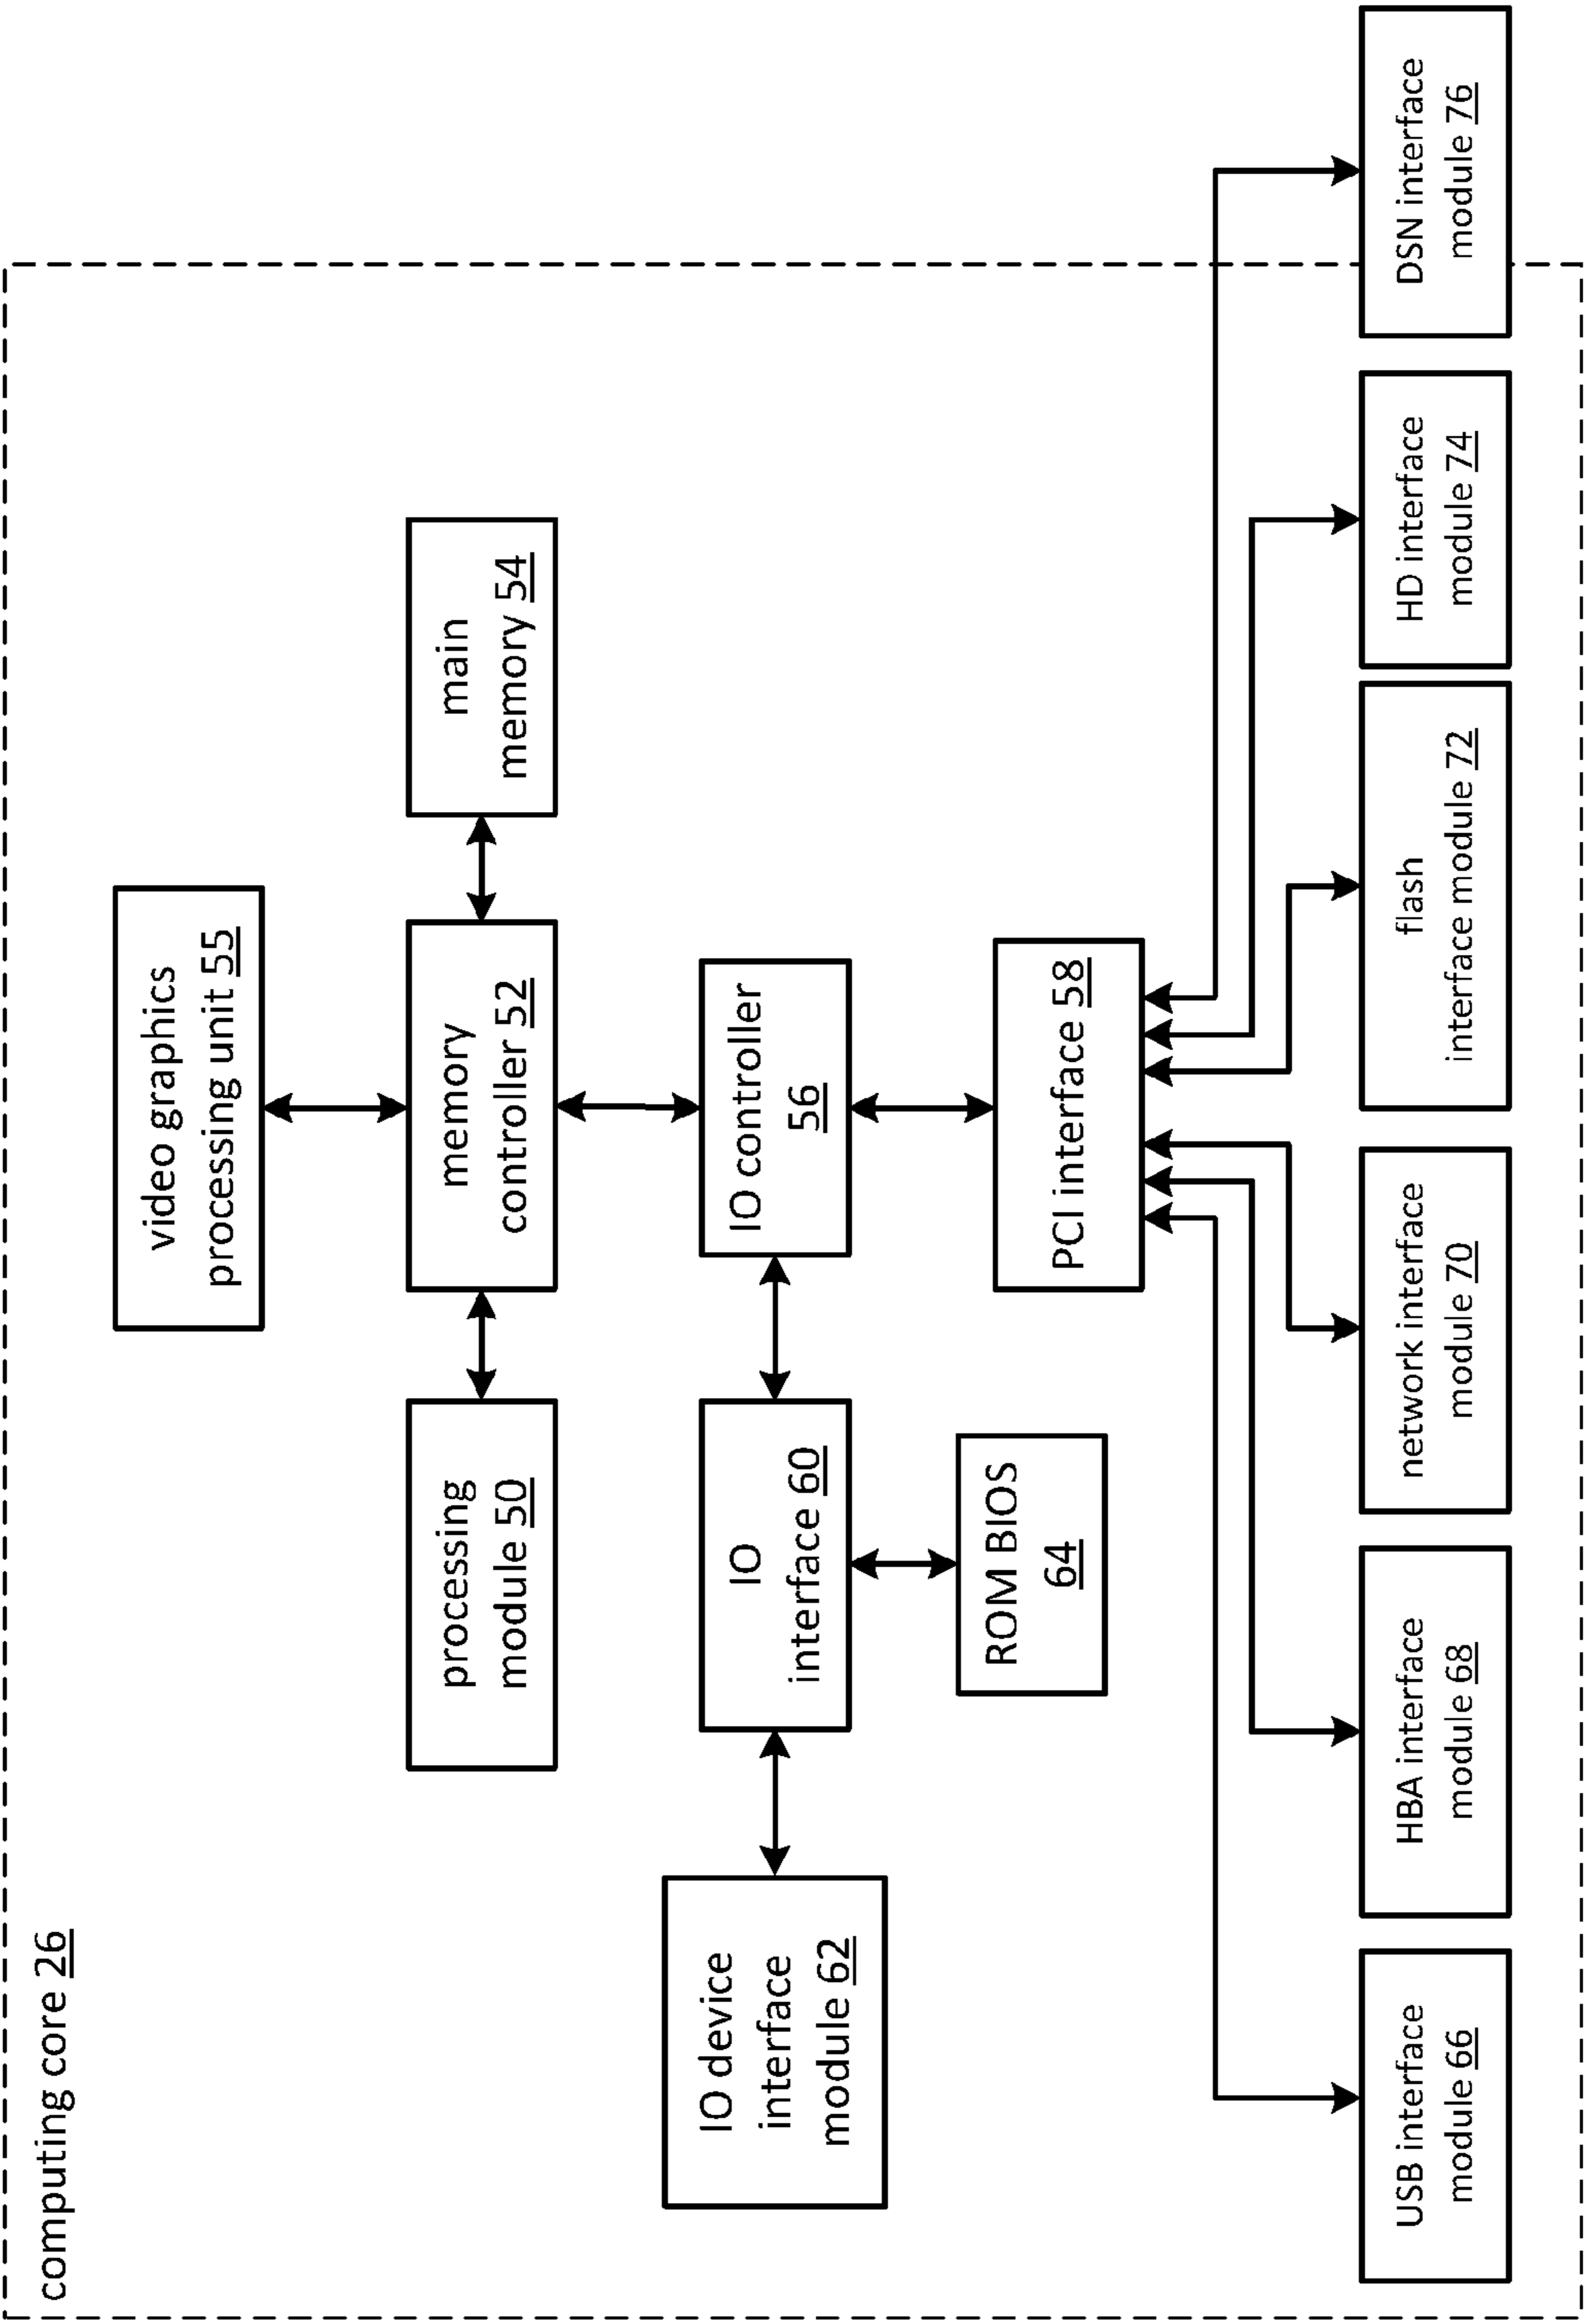 computing core 26
video graphics
processing unit 55
processing
module 50
memory
controller 52
main
memory 54
IO device
interface
module 62
IO
interface 60
IO controller
56
ROM BIOS
64
PCI interface 58
USB interface
module 66
HBA interface
module 68
network interface
module 70
flash
interface module 72
HD interface
module 74
DSN interface
module 76